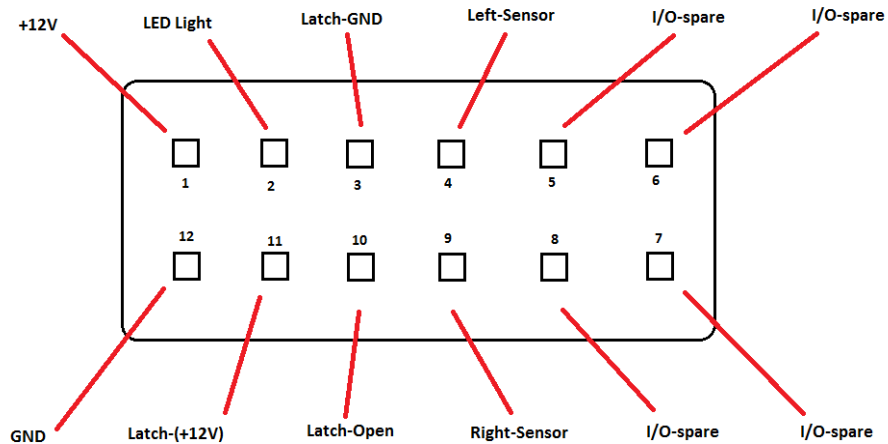 +12V
LED Light
Latch-GND
Left-Sensor
I/O-spare
I/O-spare
1
2
3
4
5
6
12
11
10
9
8
7
GND
Latch-(+12V)
Latch-Open
Right-Sensor
I/O-spare
I/O-spare